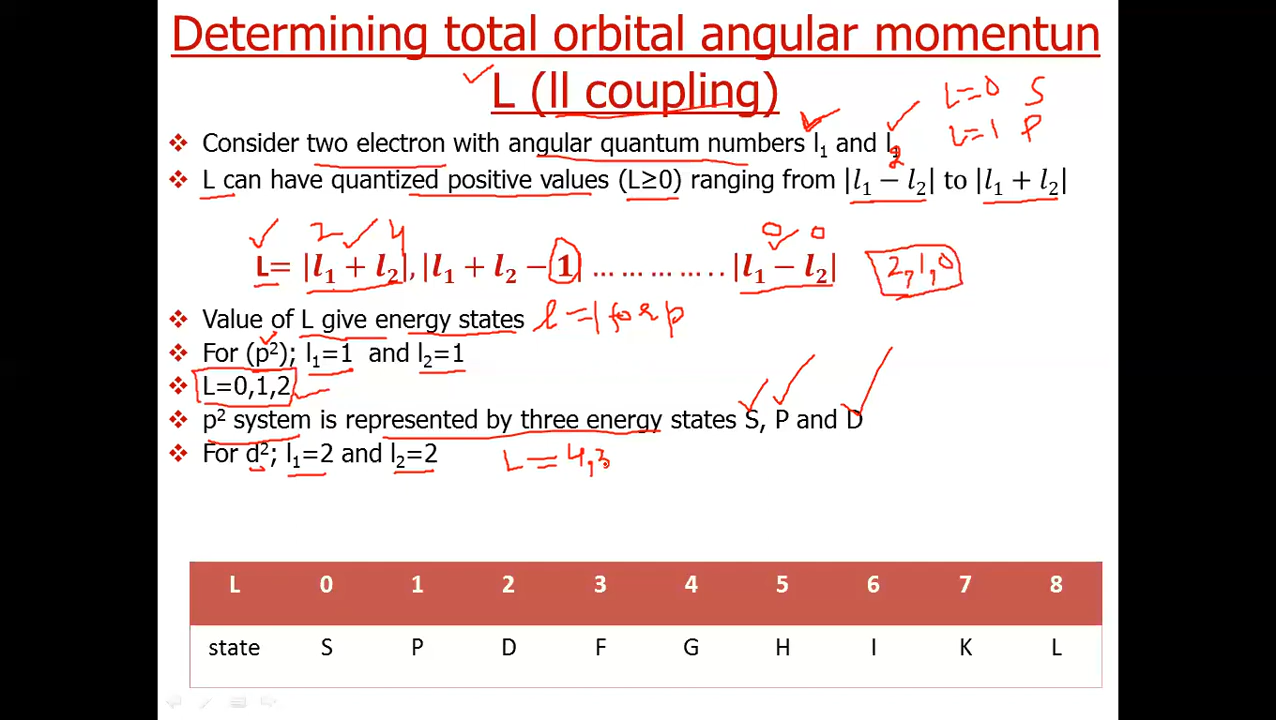 Determining total orbital angular momentun
L (ll coupling)
L=0 S
L=1 P
❖ Consider two electron with angular quantum numbers l₁ and l₂
❖ L can have quantized positive values (L≥0) ranging from |l₁ − l₂| to |l₁ + l₂|
2 4 0 0
L= |l₁ + l₂|, |l₁ + l₂ − 1| ………….. |l₁ − l₂| 2,1,0
❖ Value of L give energy states l=1 for p
❖ For (p²); l₁=1 and l₂=1
❖ L=0,1,2
❖ p² system is represented by three energy states S, P and D
❖ For d²; l₁=2 and l₂=2 L=4,3
L 0 1 2 3 4 5 6 7 8
state S P D F G H I K L